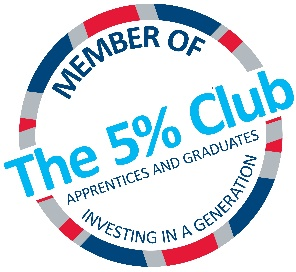 MEMBER OF
The 5% Club
APPRENTICES AND GRADUATES
INVESTING IN A GENERATION